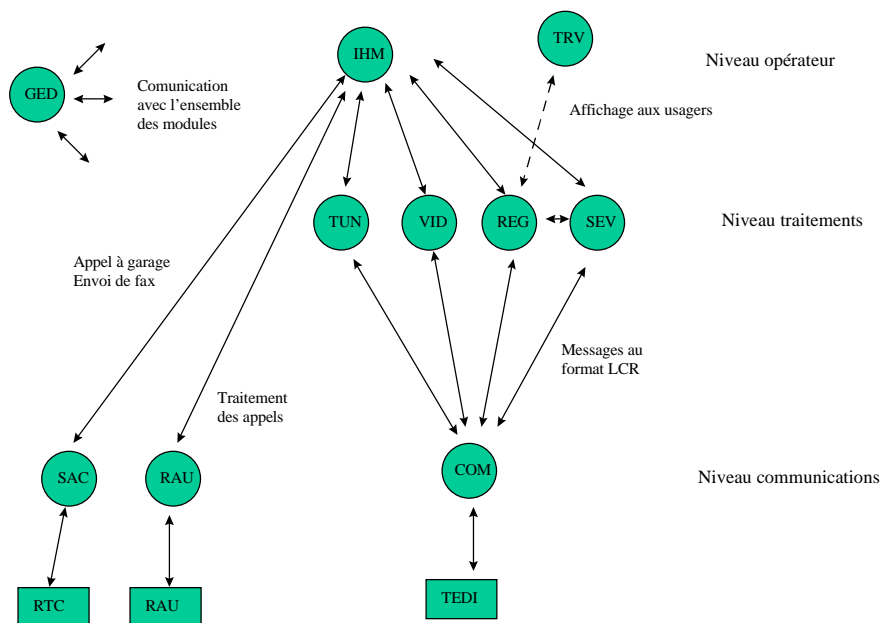 IHM
TRV
Niveau opérateur
GED
Comunication
avec l'ensemble
des modules
Affichage aux usagers
TUN
VID
REG
SEV
Niveau traitements
Appel à garage
Envoi de fax
Messages au
format LCR
Traitement
des appels
SAC
RAU
COM
Niveau communications
RTC
RAU
TEDI